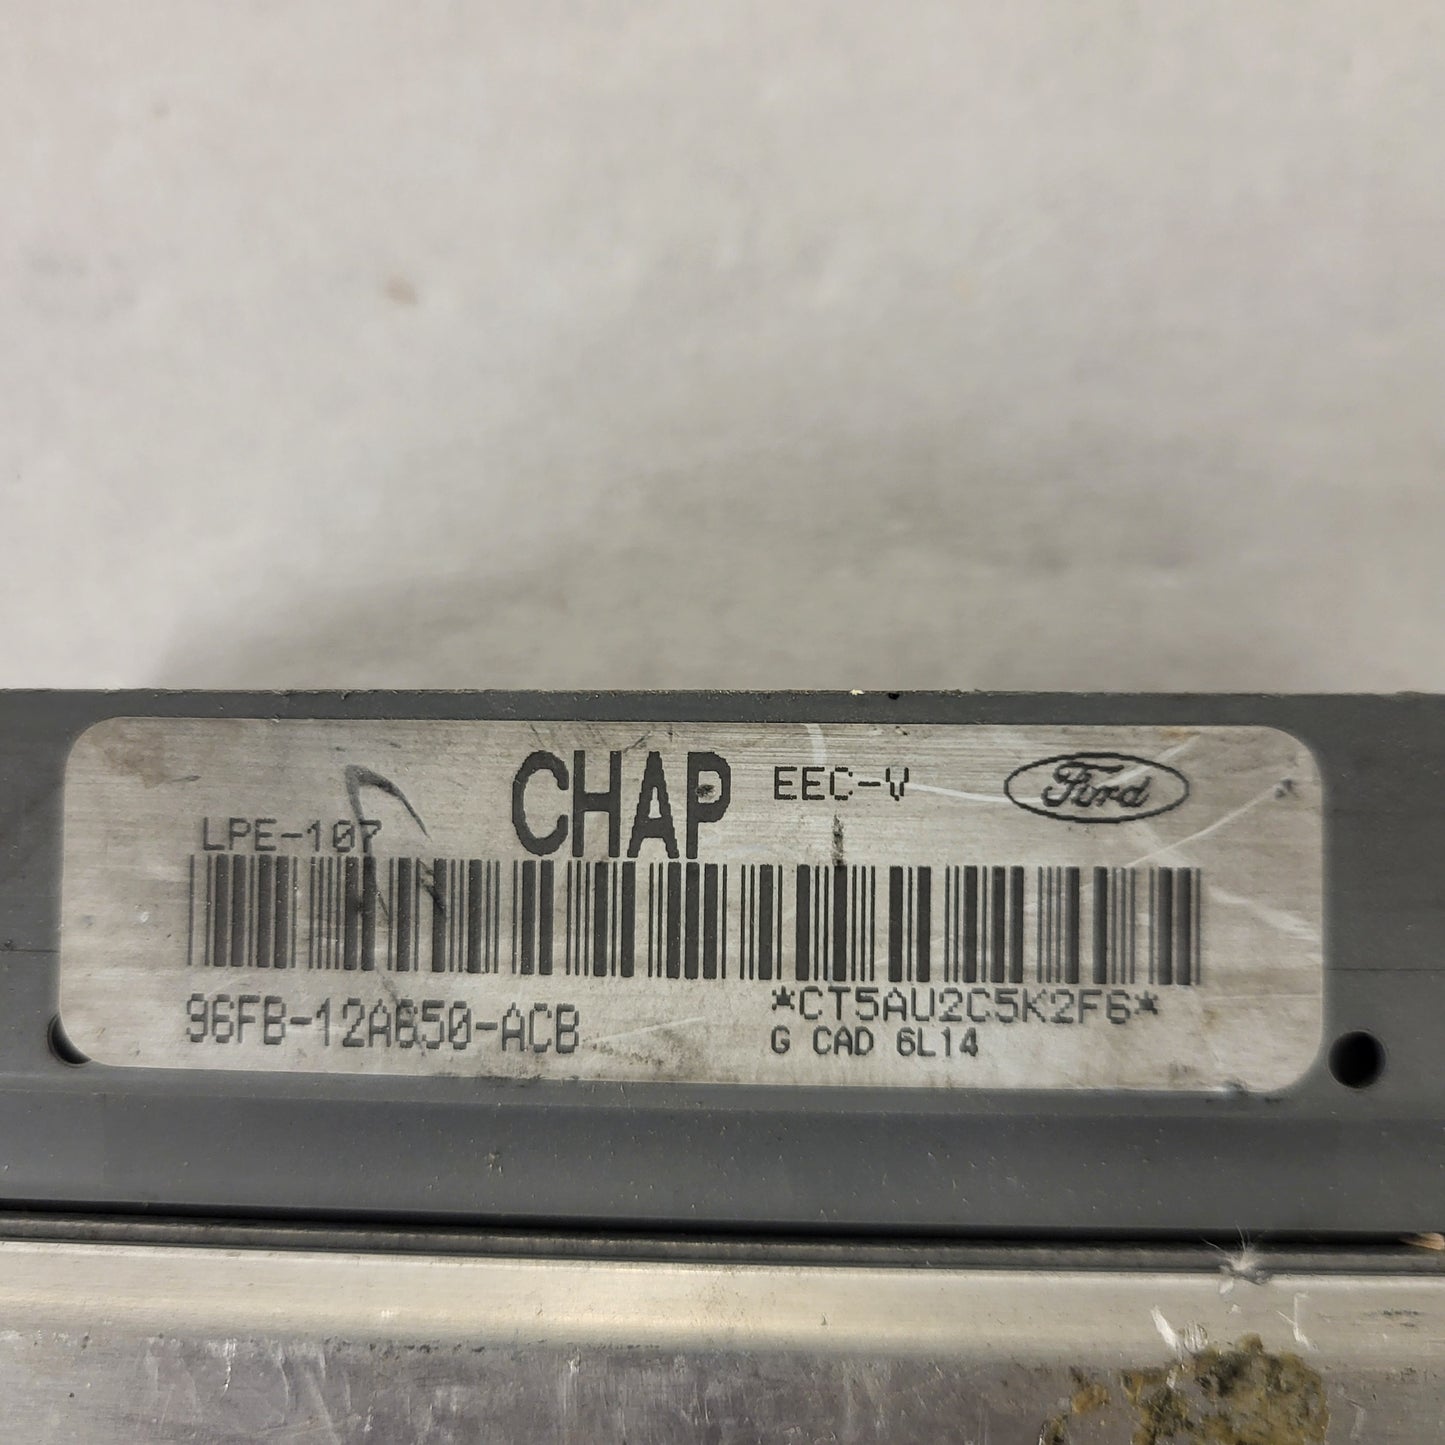 CHAP EEC-V Ford
LPE-107
96FB-12A650-ACB *CT5AU2C5K2F6*
G CAD 6L14